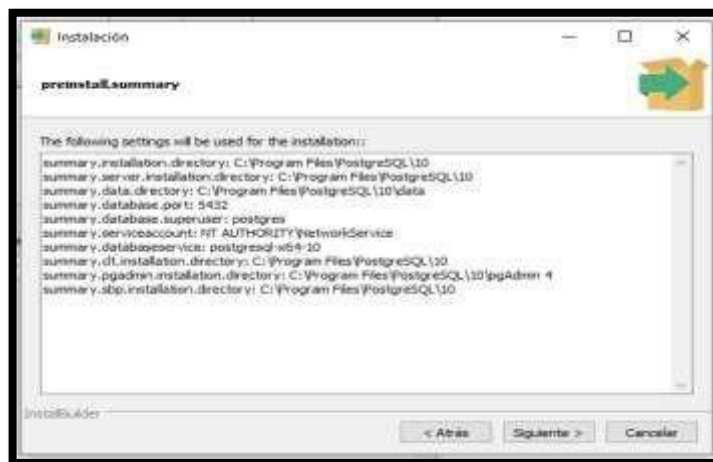 Instalación
preinstall.summary
The following settings will be used for the installation::
summary.installation.directory: C:\Program Files\PostgreSQL\10
summary.server.installation.directory: C:\Program Files\PostgreSQL\10
summary.data.directory: C:\Program Files\PostgreSQL\10\data
summary.database.port: 5432
summary.database.superuser: postgres
summary.serviceaccount: NT AUTHORITY\NetworkService
summary.databaseservice: postgresql-x64-10
summary.clt.installation.directory: C:\Program Files\PostgreSQL\10
summary.pgadmin.installation.directory: C:\Program Files\PostgreSQL\10\pgAdmin 4
summary.sbp.installation.directory: C:\Program Files\PostgreSQL\10
InstallBuilder
< Atrás
Siguiente >
Cancelar